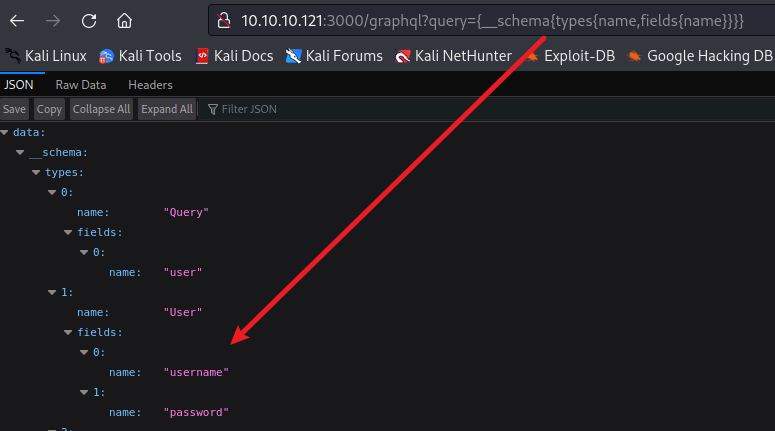 10.10.10.121:3000/graphql?query={__schema{types{name,fields{name}}}}
Kali Linux Kali Tools Kali Docs Kali Forums Kali NetHunter Exploit-DB Google Hacking DB
JSON Raw Data Headers
Save Copy Collapse All Expand All Filter JSON
data:
__schema:
types:
0:
name: "Query"
fields:
0:
name: "user"
1:
name: "User"
fields:
0:
name: "username"
1:
name: "password"